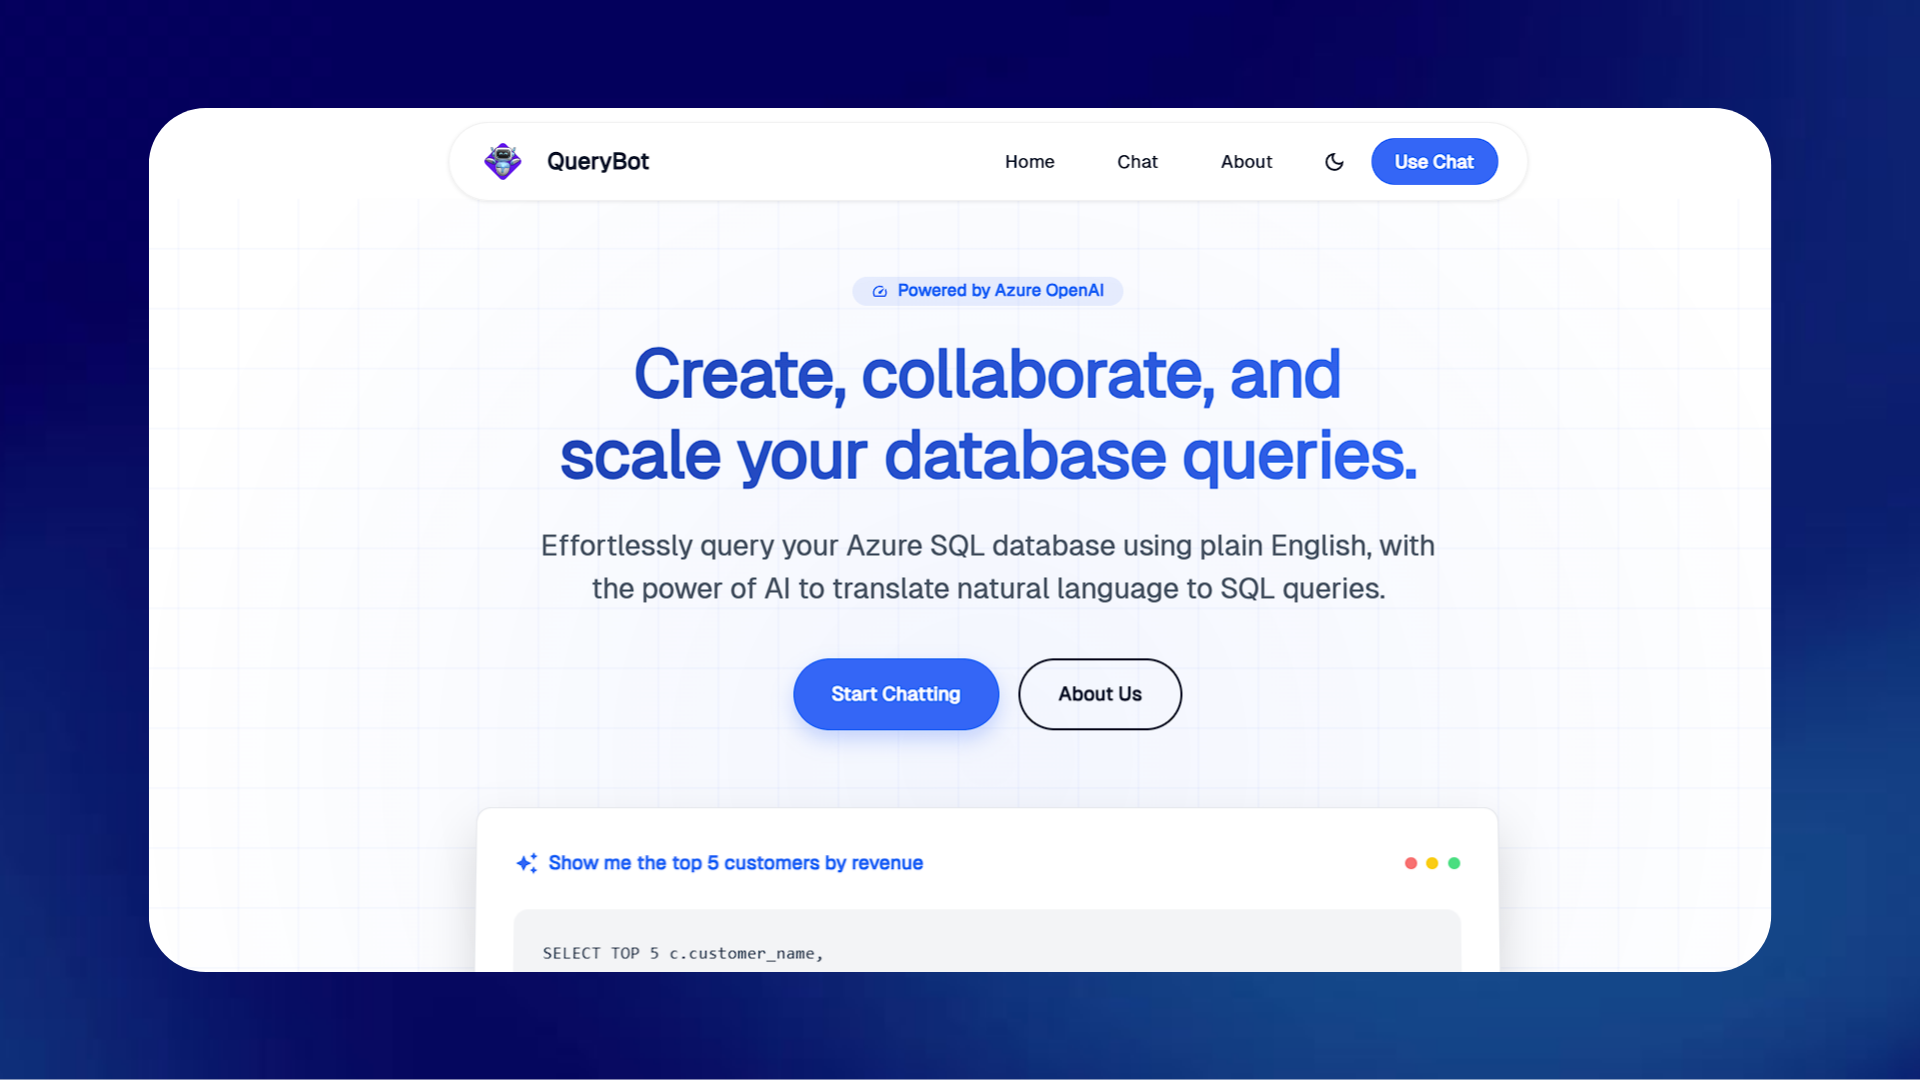 QueryBot
Home
Chat
About
Use Chat
Powered by Azure OpenAI
Create, collaborate, and
scale your database queries.
Effortlessly query your Azure SQL database using plain English, with
the power of AI to translate natural language to SQL queries.
Start Chatting
About Us
Show me the top 5 customers by revenue
SELECT TOP 5 c.customer_name,